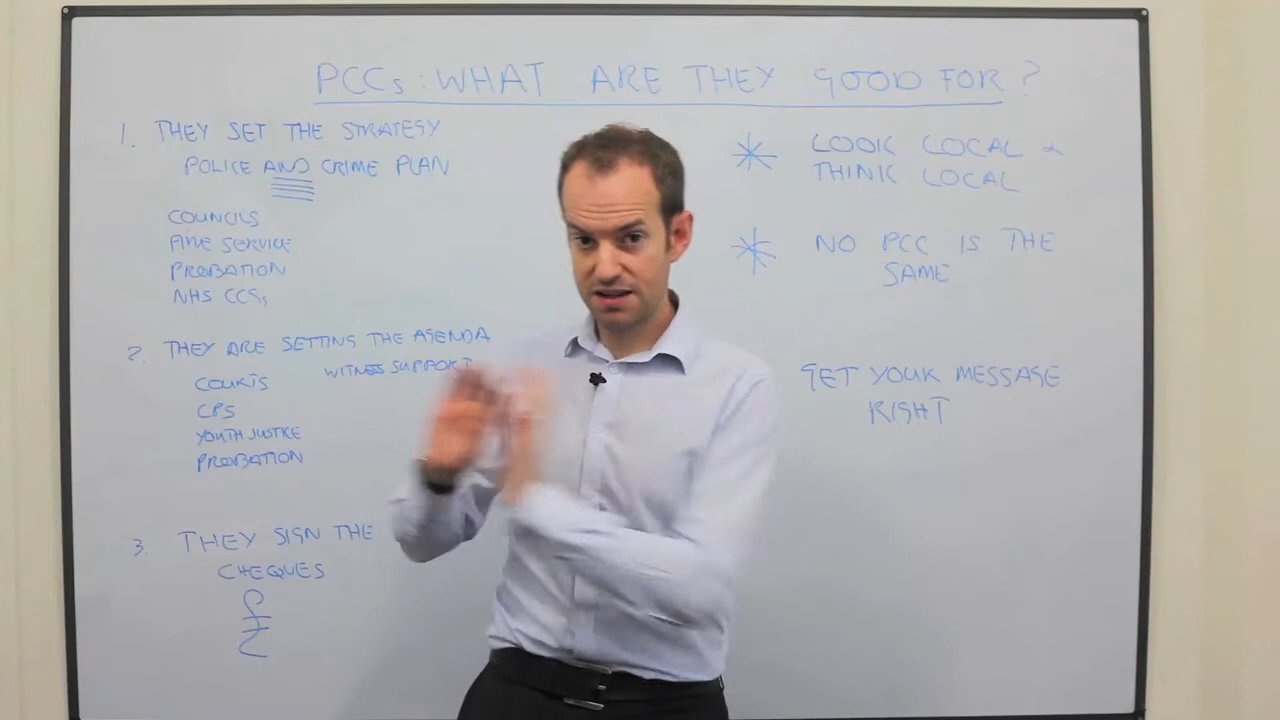 PCCs: WHAT ARE THEY GOOD FOR?
1. THEY SET THE STRATEGY
POLICE AND CRIME PLAN
COUNCILS
FIRE SERVICE
PROBATION
NHS CCGs
2. THEY ARE SETTING THE AGENDA
WITNESS SUPPORT
COURTS
CPS
YOUTH JUSTICE
PROBATION
3. THEY SIGN THE
CHEQUES
£
* LOOK LOCAL &
THINK LOCAL
* NO PCC IS THE
SAME
GET YOUR MESSAGE
RIGHT